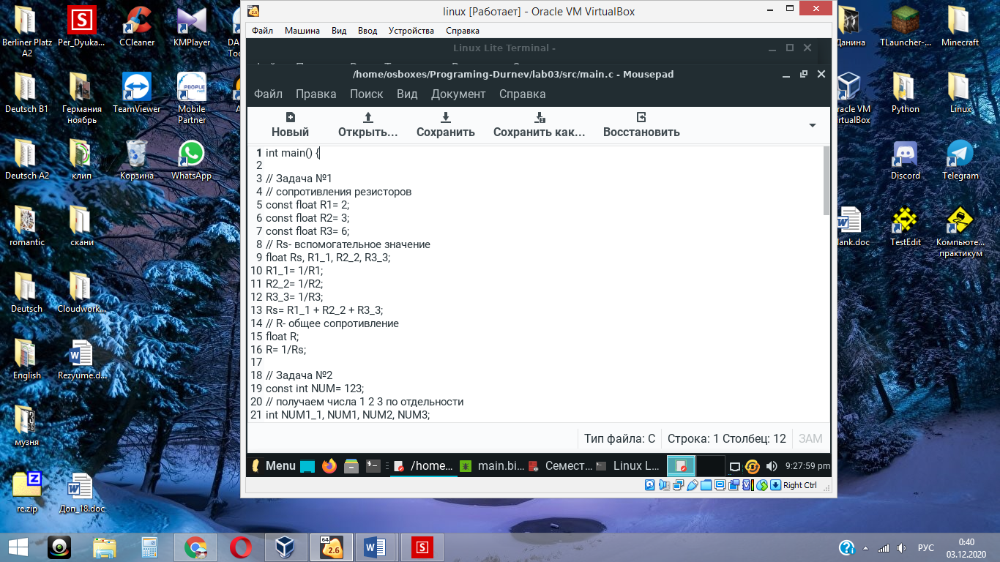 linux [Работает] - Oracle VM VirtualBox
Файл Машина Вид Ввод Устройства Справка
Linux Lite Terminal -
/home/osboxes/Programing-Durnev/lab03/src/main.c - Mousepad
Файл Правка Поиск Вид Документ Справка
Новый Открыть... Сохранить Сохранить как... Восстановить
1 int main() {
2
3 // Задача №1
4 // сопротивления резисторов
5 const float R1= 2;
6 const float R2= 3;
7 const float R3= 6;
8 // Rs- вспомогательное значение
9 float Rs, R1_1, R2_2, R3_3;
10 R1_1= 1/R1;
11 R2_2= 1/R2;
12 R3_3= 1/R3;
13 Rs= R1_1 + R2_2 + R3_3;
14 // R- общее сопротивление
15 float R;
16 R= 1/Rs;
17
18 // Задача №2
19 const int NUM= 123;
20 // получаем числа 1 2 3 по отдельности
21 int NUM1_1, NUM1, NUM2, NUM3;
Тип файла: C Строка: 1 Столбец: 12 ЗАМ
Menu /home... main.bi... Семест... Linux L... 9:27:59 pm
Right Ctrl
Berliner Platz
A2
Per_Dyuka...
CCleaner
KMPlayer
DA
Too
Deutsch B1
Германия
ноябрь
TeamViewer
Mobile
Partner
A
Deutsch A2
клип
Корзина
WhatsApp
romantic
скани
Deutsch
Cloudwork...
English
Rezyume.d...
музня
re.zip
Доп_18.doc
Данина
TLauncher-...
Minecraft
racle VM
irtualBox
Python
Linux
Discord
Telegram
lank.doc
TestEdit
Компьюте...
практикум
64
2.6
РУС
0:40
03.12.2020